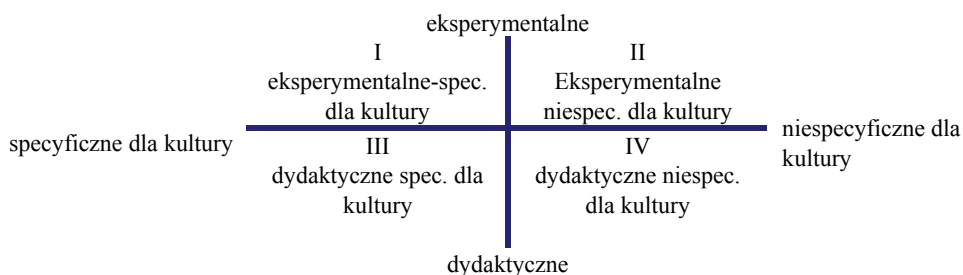 eksperymentalne
I
eksperymentalne-spec.
dla kultury
II
Eksperymentalne
niespec. dla kultury
specyficzne dla kultury
niespecyficzne dla
kultury
III
dydaktyczne spec. dla
kultury
IV
dydaktyczne niespec.
dla kultury
dydaktyczne